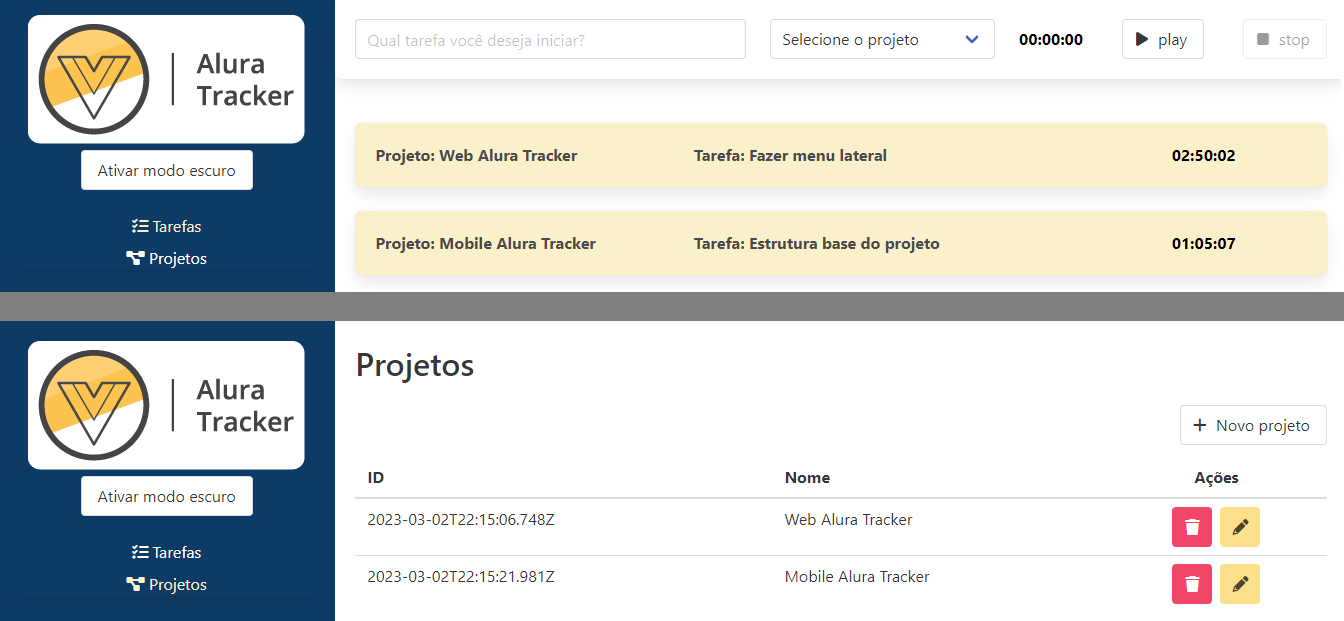 Alura
Tracker
Ativar modo escuro
Tarefas
Projetos
Qual tarefa você deseja iniciar?
Selecione o projeto
00:00:00
play
stop
Projeto: Web Alura Tracker
Tarefa: Fazer menu lateral
02:50:02
Projeto: Mobile Alura Tracker
Tarefa: Estrutura base do projeto
01:05:07
Alura
Tracker
Ativar modo escuro
Tarefas
Projetos
Projetos
+ Novo projeto
ID
Nome
Ações
2023-03-02T22:15:06.748Z
Web Alura Tracker
2023-03-02T22:15:21.981Z
Mobile Alura Tracker